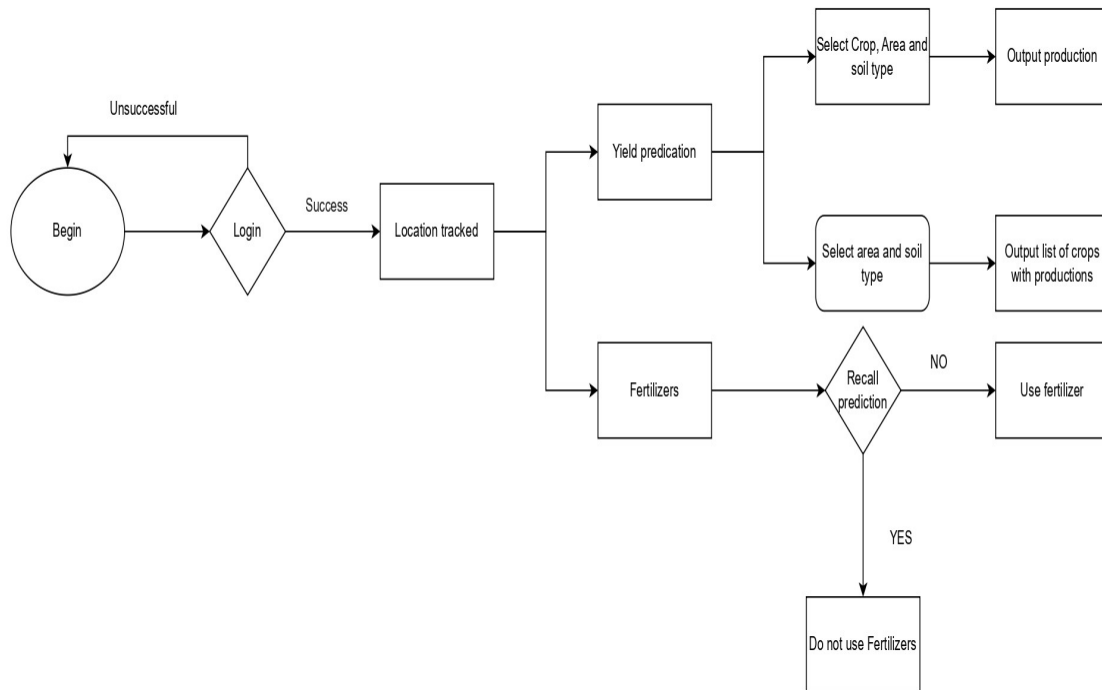 Select Crop, Area and
soil type
Output production
Unsuccessful
Yield predication
Begin
Login
Success
Location tracked
Select area and soil
type
Output list of crops
with productions
Fertilizers
Recall
prediction
NO
Use fertilizer
YES
Do not use Fertilizers